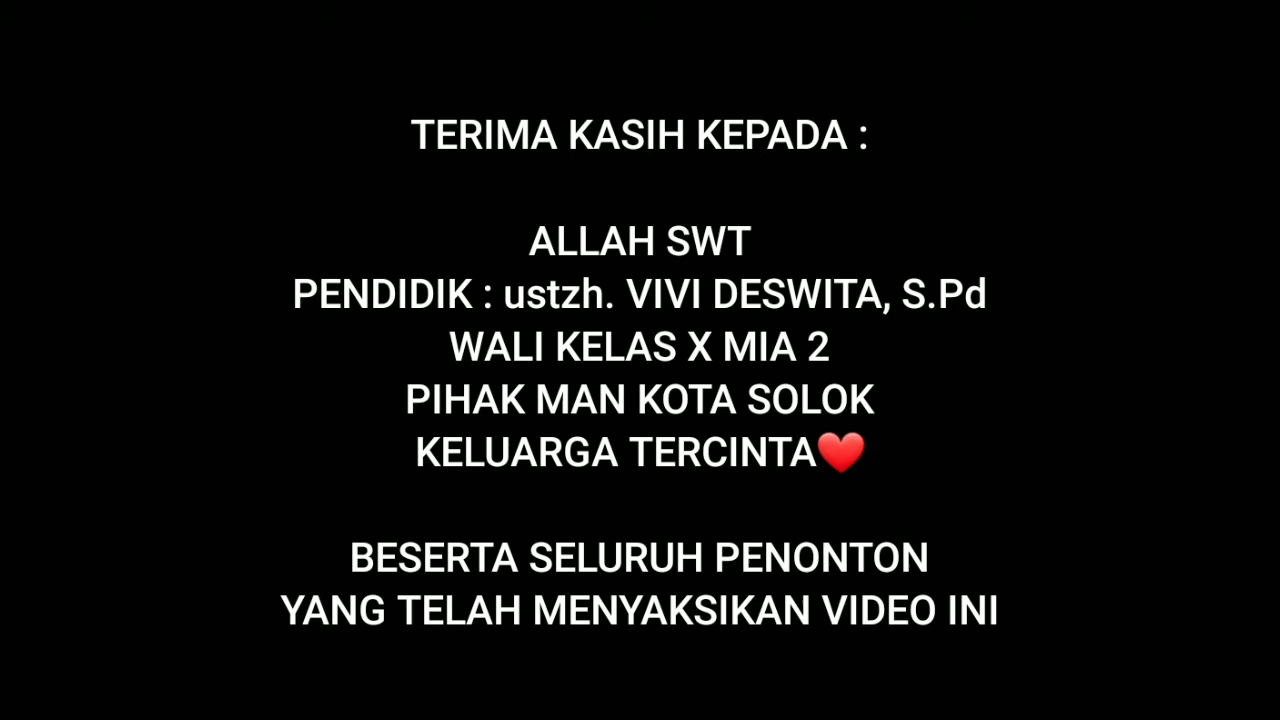 TERIMA KASIH KEPADA :
ALLAH SWT
PENDIDIK : ustzh. VIVI DESWITA, S.Pd
WALI KELAS X MIA 2
PIHAK MAN KOTA SOLOK
KELUARGA TERCINTA❤️
BESERTA SELURUH PENONTON
YANG TELAH MENYAKSIKAN VIDEO INI